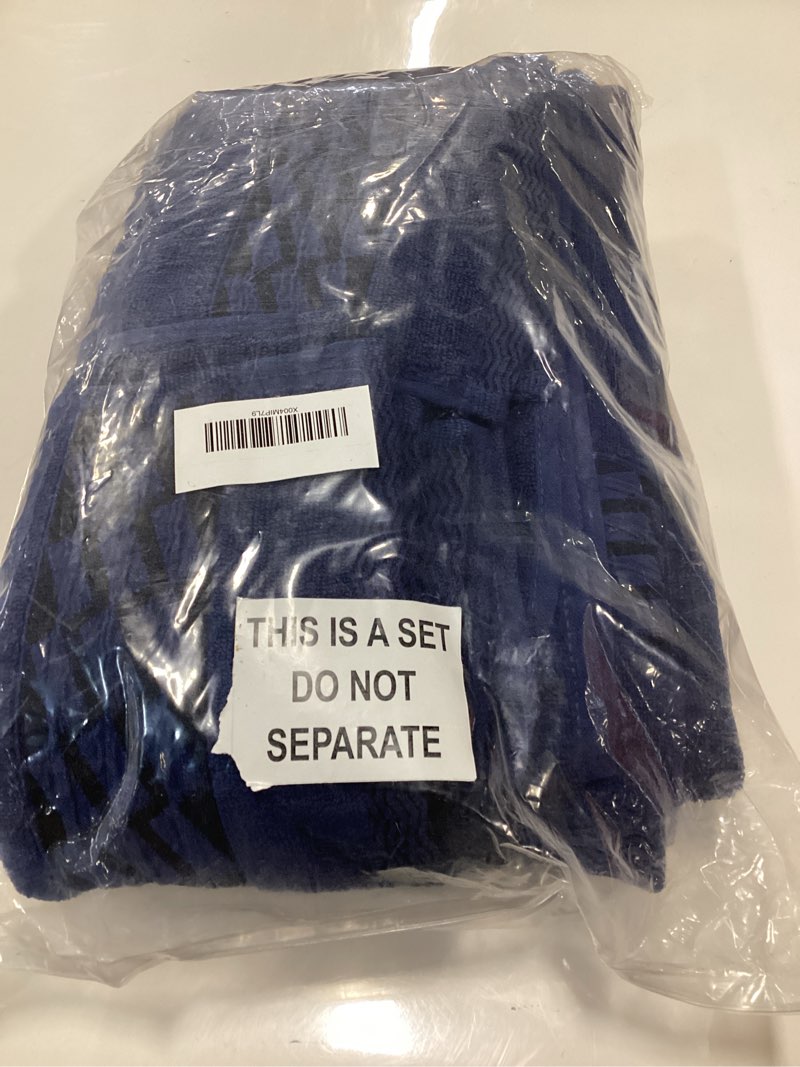 X004MIP7L9
THIS IS A SET
DO NOT
SEPARATE